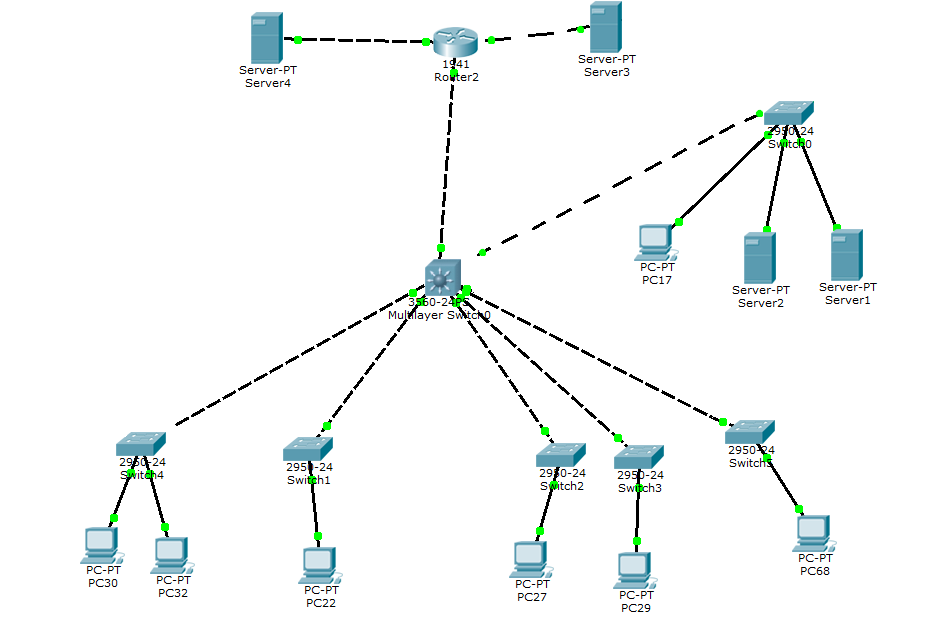 Server-PT
Server4
1941
Router2
Server-PT
Server3
2950-24
Switch0
PC-PT
PC17
Server-PT
Server2
Server-PT
Server1
3560-24PS
Multilayer Switch0
2950-24
Switch4
2950-24
Switch1
2950-24
Switch2
2950-24
Switch3
2950-24
Switch5
PC-PT
PC30
PC-PT
PC32
PC-PT
PC22
PC-PT
PC27
PC-PT
PC29
PC-PT
PC68